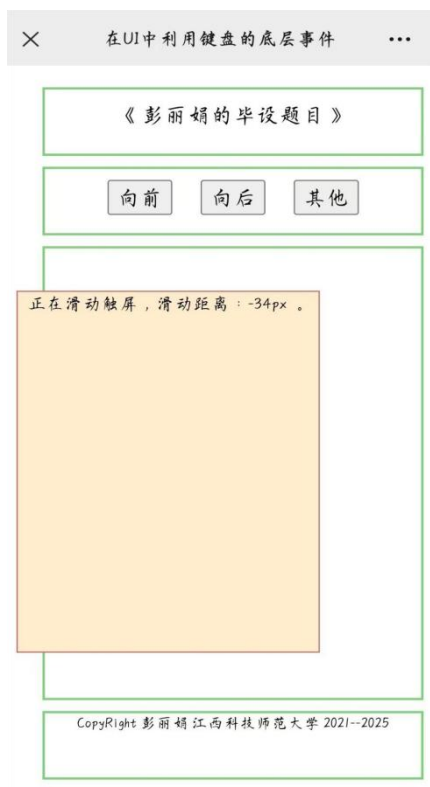 在UI中利用键盘的底层事件
《彭丽娟的毕设题目》
向前 向后 其他
正在滑动触屏，滑动距离：-34px 。
CopyRight 彭丽娟江西科技师范大学 2021--2025